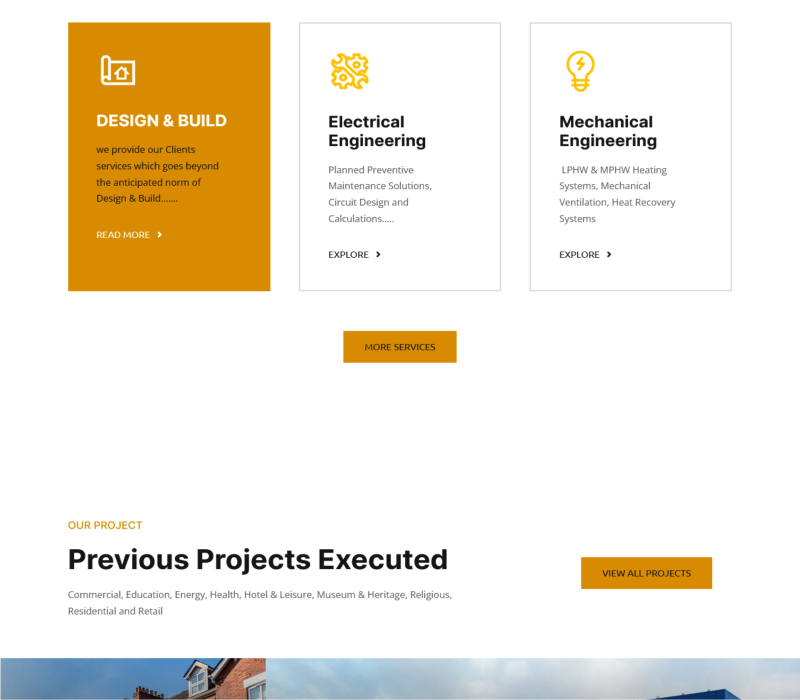 DESIGN & BUILD
we provide our Clients
services which goes beyond
the anticipated norm of
Design & Build…….
READ MORE
Electrical
Engineering
Planned Preventive
Maintenance Solutions,
Circuit Design and
Calculations…..
EXPLORE
Mechanical
Engineering
LPHW & MPHW Heating
Systems, Mechanical
Ventilation, Heat Recovery
Systems
EXPLORE
MORE SERVICES
OUR PROJECT
Previous Projects Executed
Commercial, Education, Energy, Health, Hotel & Leisure, Museum & Heritage, Religious,
Residential and Retail
VIEW ALL PROJECTS